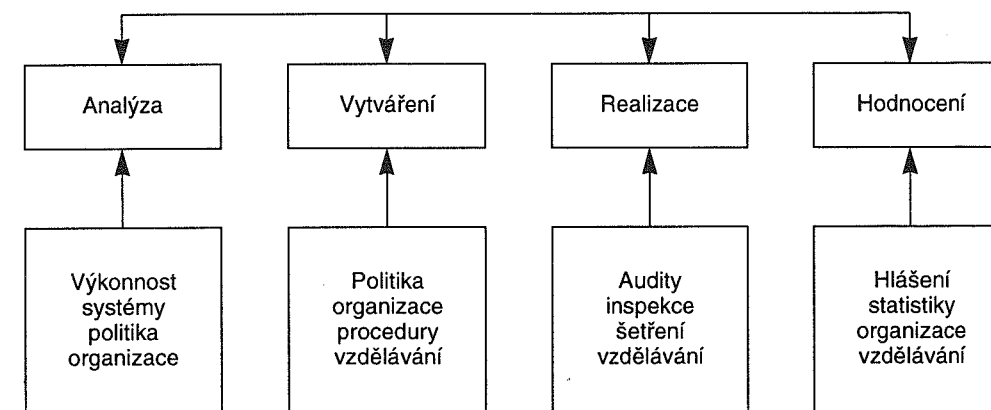 Analýza
Vytváření
Realizace
Hodnocení
Výkonnost
systémy
politika
organizace
Politika
organizace
procedury
vzdělávání
Audity
inspekce
šetření
vzdělávání
Hlášení
statistiky
organizace
vzdělávání